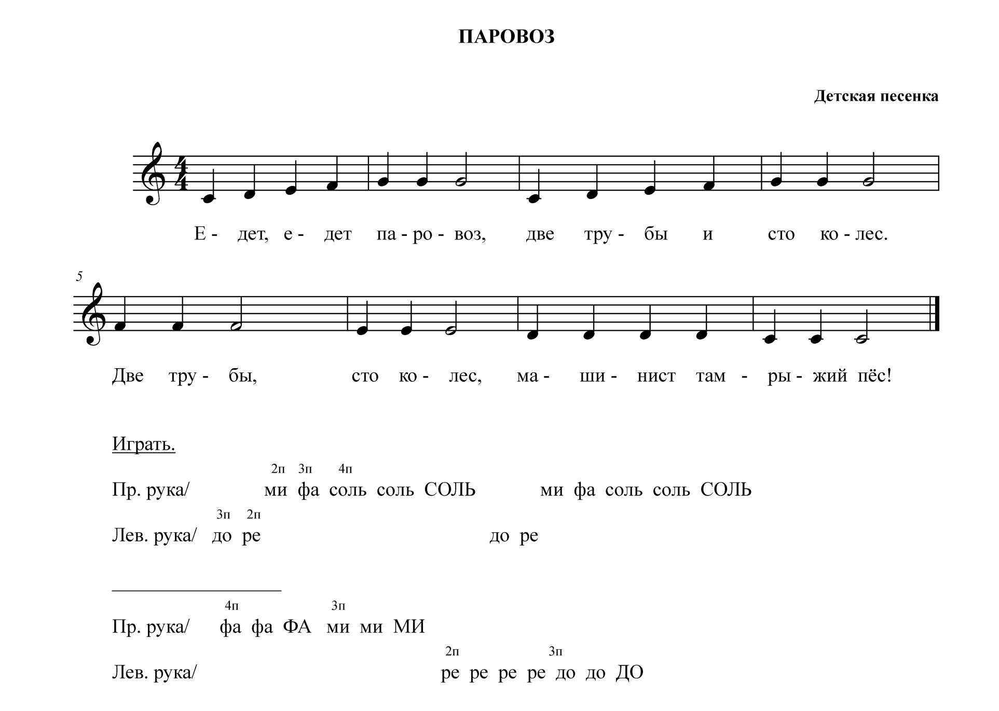 ПАРОВОЗ
Детская песенка
4
4
Е - дет, е - дет па - ро - воз, две тру - бы и сто ко - лес.
5
Две тру - бы, сто ко - лес, ма - ши - нист там - ры - жий пёс!
Играть.
2п 3п 4п
Пр. рука/ ми фа соль соль СОЛЬ ми фа соль соль СОЛЬ
3п 2п
Лев. рука/ до ре до ре
4п 3п
Пр. рука/ фа фа ФА ми ми МИ
2п 3п
Лев. рука/ ре ре ре ре до до ДО